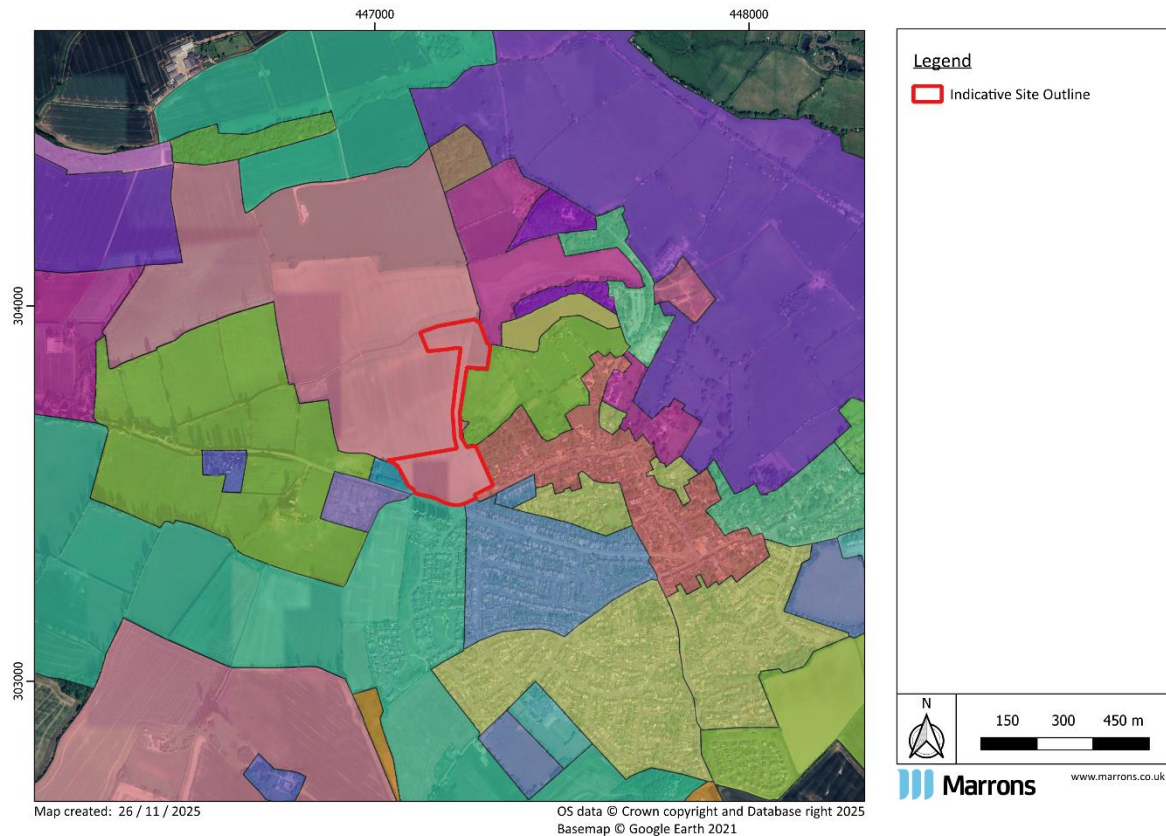 447000
448000
304000
303000
Legend
Indicative Site Outline
N
150 300 450 m
Marrons
www.marrons.co.uk
Map created: 26 / 11 / 2025
OS data © Crown copyright and Database right 2025
Basemap © Google Earth 2021